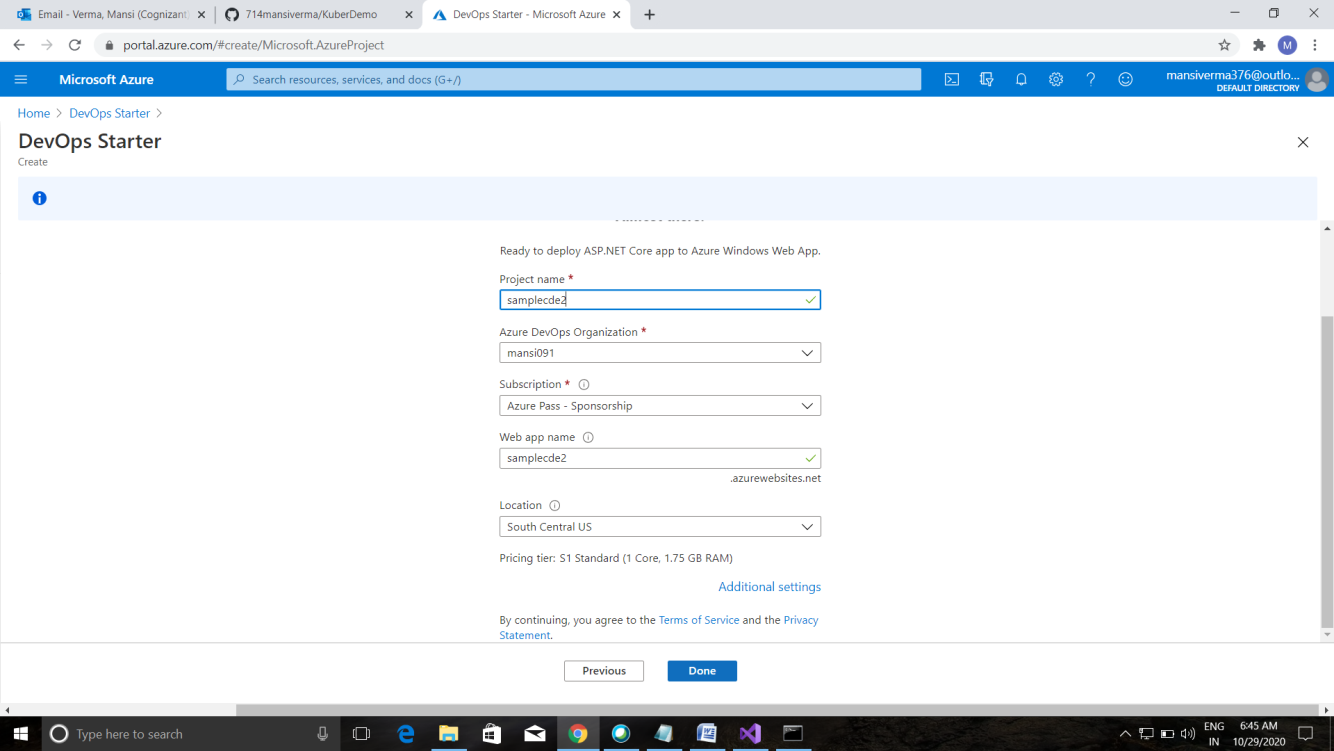 Email - Verma, Mansi (Cognizant)
714mansiverma/KuberDemo
DevOps Starter - Microsoft Azure
portal.azure.com/#create/Microsoft.AzureProject
M
Microsoft Azure
Search resources, services, and docs (G+/)
mansiverma376@outlo...
DEFAULT DIRECTORY
Home > DevOps Starter >
DevOps Starter
Create
Ready to deploy ASP.NET Core app to Azure Windows Web App.
Project name *
samplecde2
Azure DevOps Organization *
mansi091
Subscription *
Azure Pass - Sponsorship
Web app name
samplecde2
.azurewebsites.net
Location
South Central US
Pricing tier: S1 Standard (1 Core, 1.75 GB RAM)
Additional settings
By continuing, you agree to the Terms of Service and the Privacy
Statement.
Previous
Done
Type here to search
ENG
IN
6:45 AM
10/29/2020